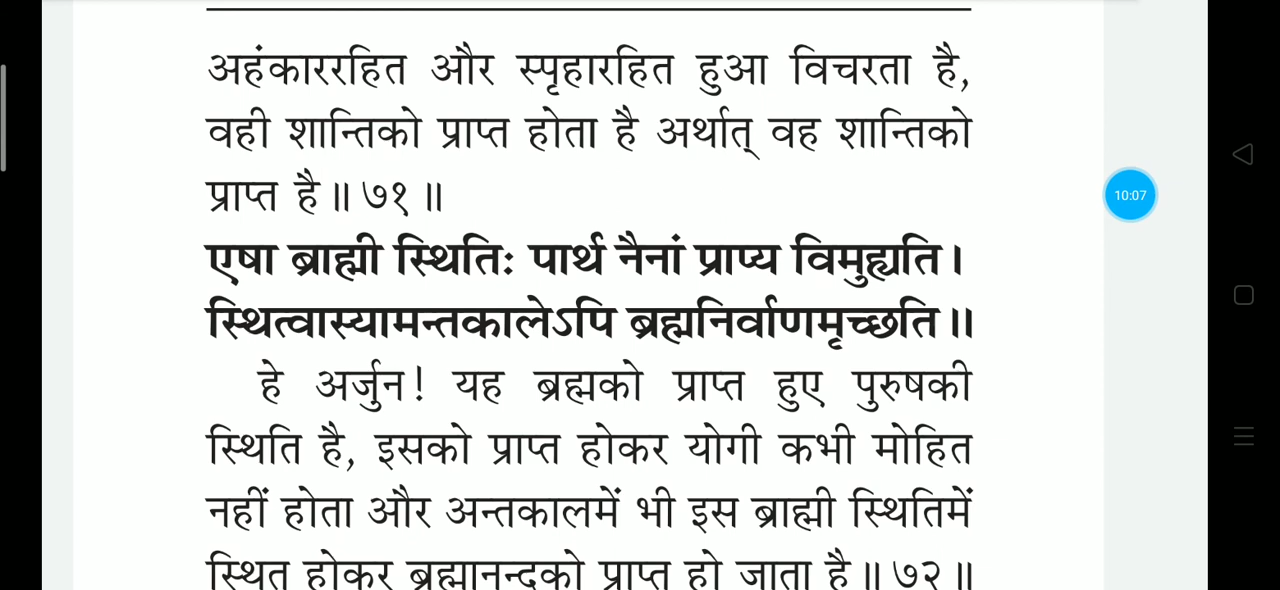 अहंकाररहित और स्पृहारहित हुआ विचरता है,
वही शान्तिको प्राप्त होता है अर्थात् वह शान्तिको
प्राप्त है॥ ७१॥
एषा ब्राह्मी स्थितिः पार्थ नैनां प्राप्य विमुह्यति।
स्थित्वास्यामन्तकालेऽपि ब्रह्मनिर्वाणमृच्छति॥
हे अर्जुन! यह ब्रह्मको प्राप्त हुए पुरुषकी
स्थिति है, इसको प्राप्त होकर योगी कभी मोहित
नहीं होता और अन्तकालमें भी इस ब्राह्मी स्थितिमें
स्थित होकर ब्रह्मानन्दको प्राप्त हो जाता है॥ ७२॥
10:07